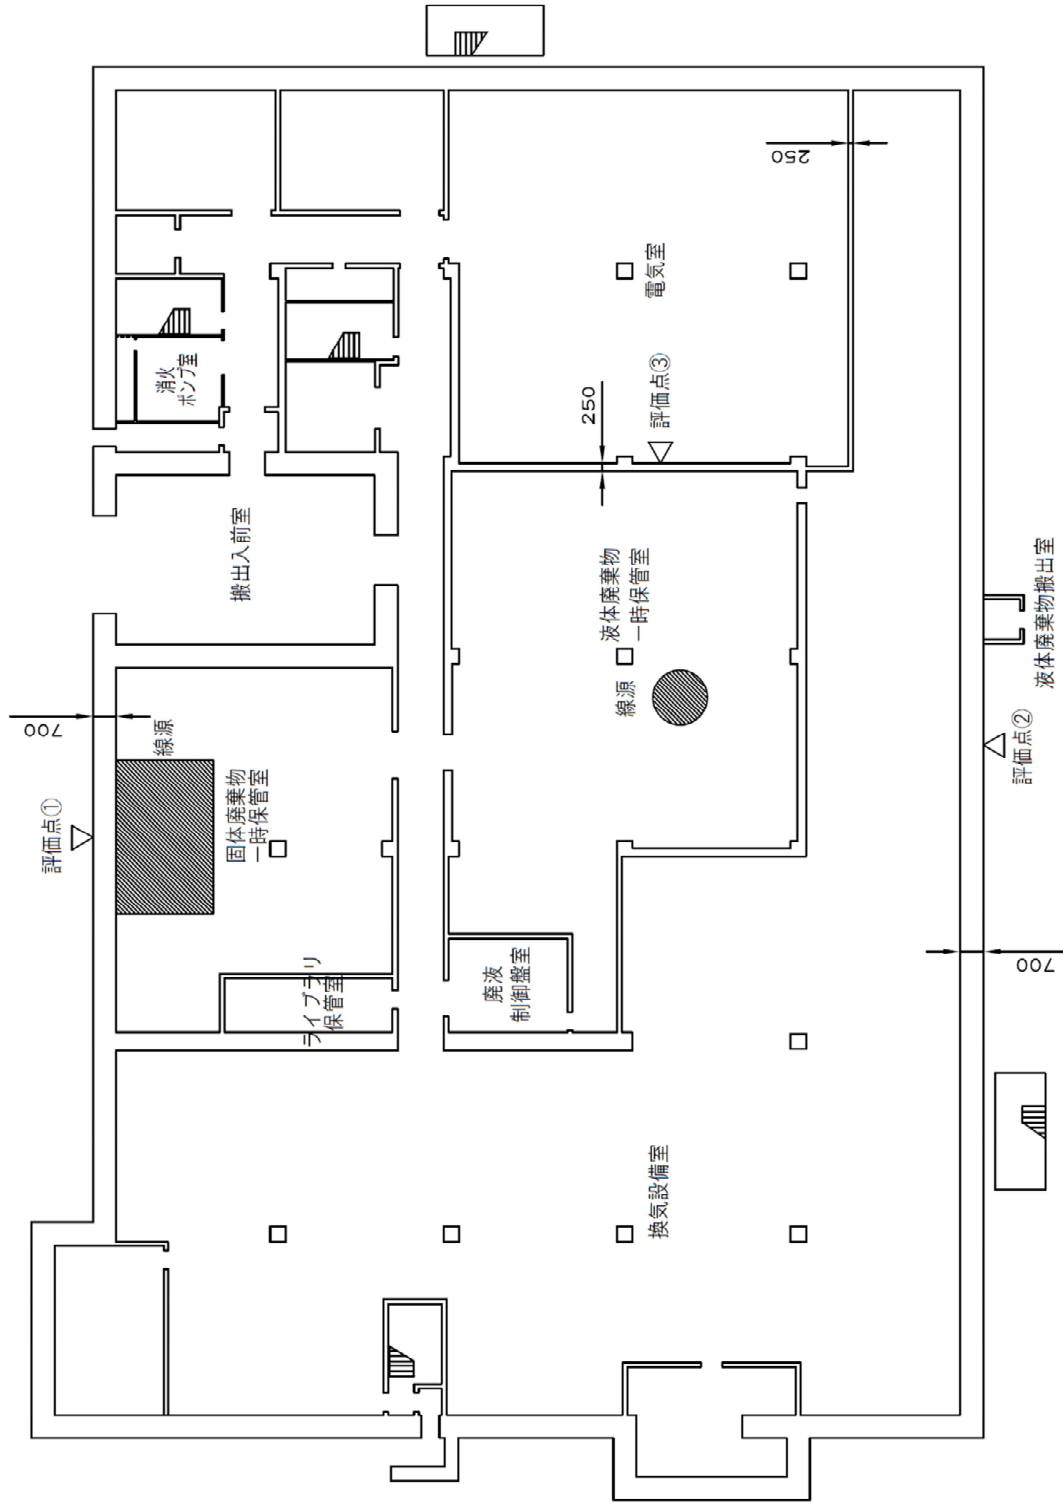 評価点①
700
線源
固体廃棄物
一時保管室
ライブラリ
保管室
搬出入前室
消火
ポンプ室
廃液
制御盤室
液体廃棄物
一時保管室
線源
250
評価点③
電気室
250
換気設備室
700
評価点②
液体廃棄物搬出室